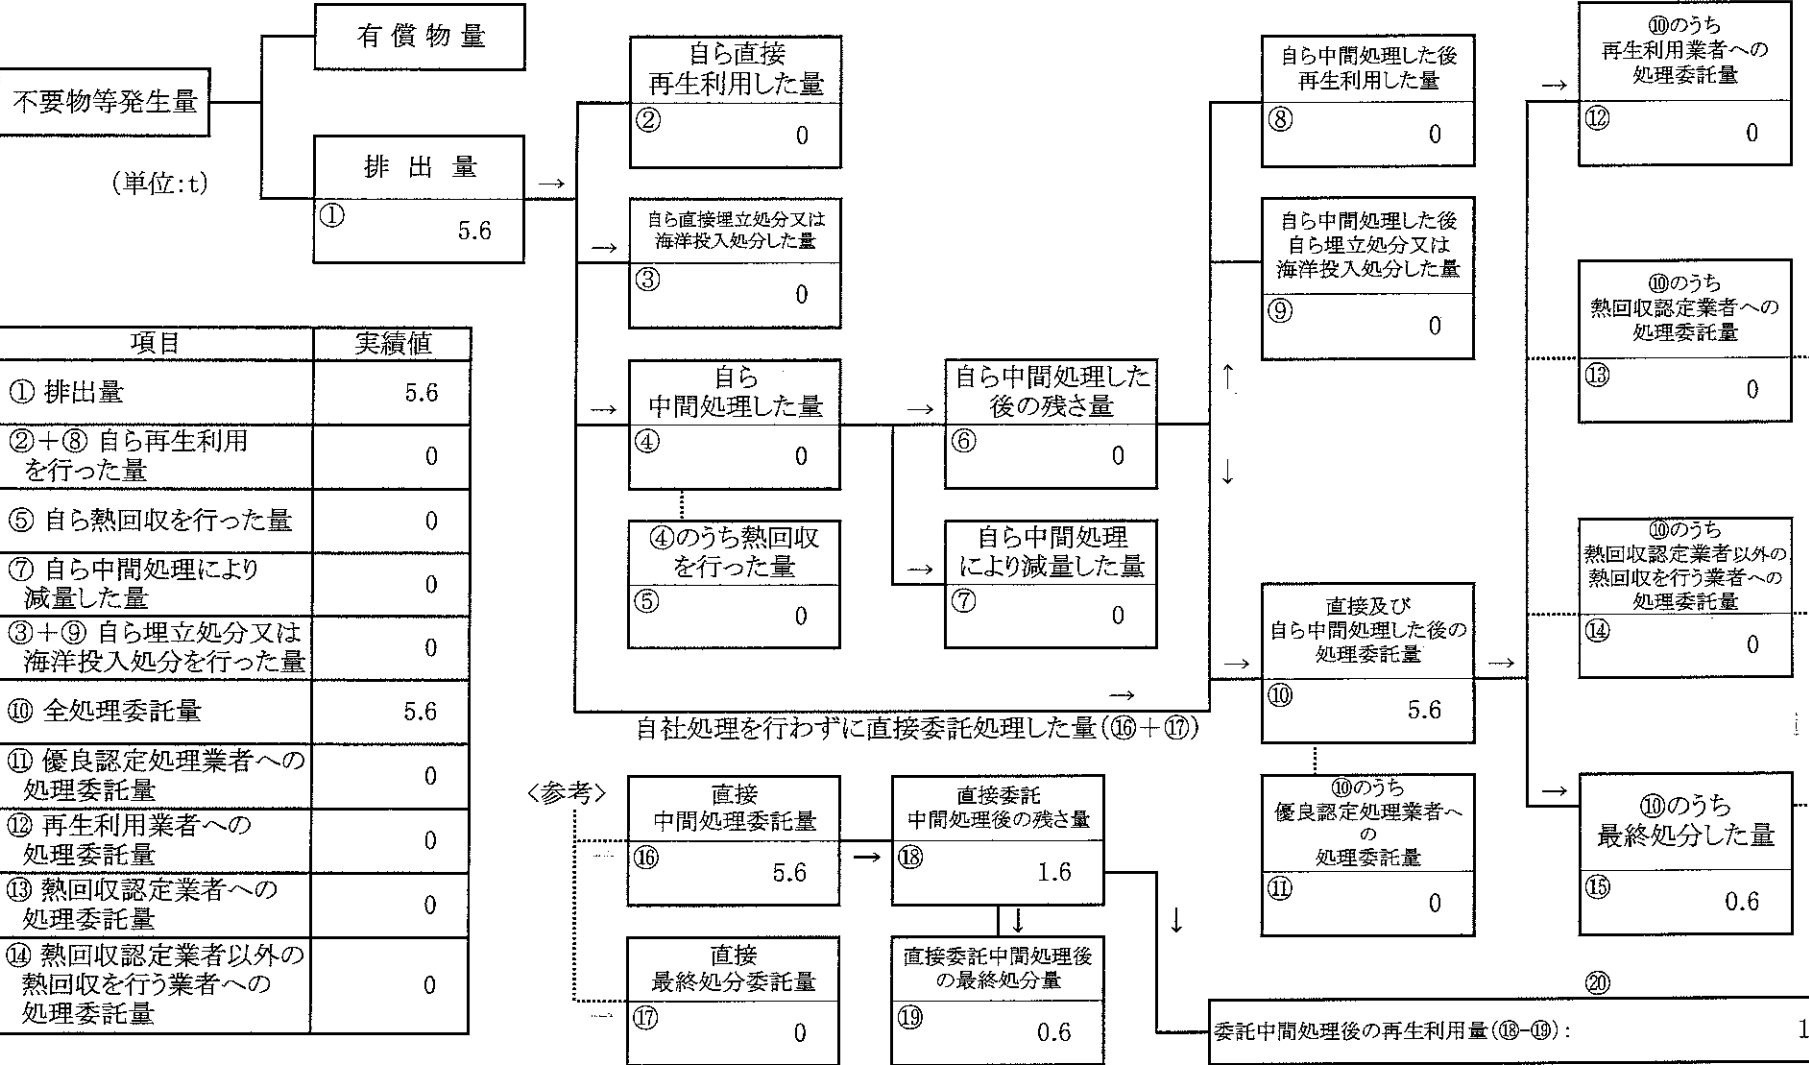 有償物量
不要物等発生量
(単位:t)
排出量
①
5.6
→
自ら直接
再生利用した量
②
0
→
自ら直接埋立処分又は
海洋投入処分した量
③
0
→
自ら
中間処理した量
④
0
④のうち熱回収
を行った量
⑤
0
→
自ら中間処理した
後の残さ量
⑥
0
→
自ら中間処理
により減量した量
⑦
0
自ら中間処理した後
再生利用した量
⑧
0
自ら中間処理した後
自ら埋立処分又は
海洋投入処分した量
⑨
0
↑
↓
→
自社処理を行わずに直接委託処理した量(⑯+⑰)
→
直接及び
自ら中間処理した後の
処理委託量
⑩
5.6
→
⑩のうち
優良認定処理業者へ
の
処理委託量
⑪
0
→
⑩のうち
再生利用業者への
処理委託量
⑫
0
⑩のうち
熱回収認定業者への
処理委託量
⑬
0
⑩のうち
熱回収認定業者以外の
熱回収を行う業者への
処理委託量
⑭
0
→
⑩のうち
最終処分した量
⑮
0.6
項目 実績値
① 排出量 5.6
②+⑧ 自ら再生利用
を行った量 0
⑤ 自ら熱回収を行った量 0
⑦ 自ら中間処理により
減量した量 0
③+⑨ 自ら埋立処分又は
海洋投入処分を行った量 0
⑩ 全処理委託量 5.6
⑪ 優良認定処理業者への
処理委託量 0
⑫ 再生利用業者への
処理委託量 0
⑬ 熱回収認定業者への
処理委託量 0
⑭ 熱回収認定業者以外の
熱回収を行う業者への
処理委託量 0
<参考>
→
直接
中間処理委託量
⑯
5.6
→
直接委託
中間処理後の残さ量
⑱
1.6
→
直接
最終処分委託量
⑰
0
↓
直接委託中間処理後
の最終処分量
⑲
0.6
↓
⑳
委託中間処理後の再生利用量(⑱-⑲): 1